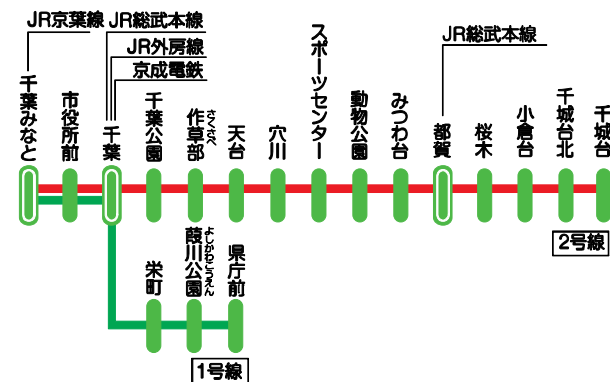 JR京葉線
JR総武本線
JR外房線
京成電鉄
JR総武本線
千葉みなと
市役所前
千葉
千葉公園
作草部
さくさべ
天台
穴川
スポーツセンター
動物公園
みつわ台
都賀
桜木
小倉台
千城台北
千城台
2号線
栄町
葭川公園
よしかわこうえん
県庁前
1号線